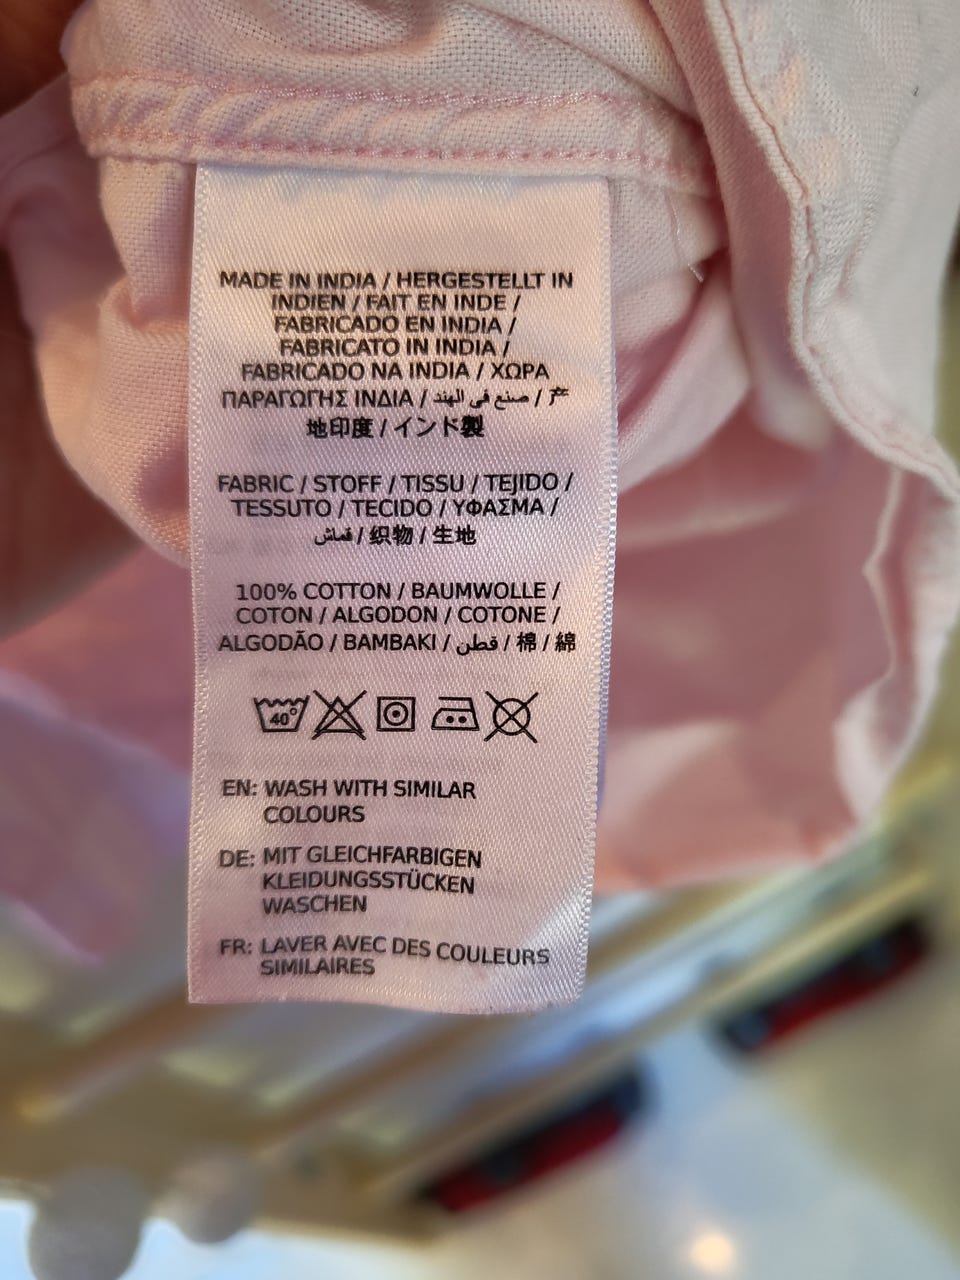 MADE IN INDIA / HERGESTELLT IN
INDIEN / FAIT EN INDE /
FABRICADO EN INDIA /
FABRICATO IN INDIA /
FABRICADO NA INDIA / ΧΩΡΑ
ΠΑΡΑΓΩΓΗΣ ΙΝΔΙΑ / صنع في الهند /
地印度 / インド製
FABRIC / STOFF / TISSU / TEJIDO /
TESSUTO / TECIDO / ΥΦΑΣΜΑ /
قماش / 织物 / 生地
100% COTTON / BAUMWOLLE /
COTON / ALGODON / COTONE /
ALGODÃO / BAMBAKI / قطن / 棉 / 綿
40°
EN: WASH WITH SIMILAR
COLOURS
DE: MIT GLEICHFARBIGEN
KLEIDUNGSSTÜCKEN
WASCHEN
FR: LAVER AVEC DES COULEURS
SIMILAIRES